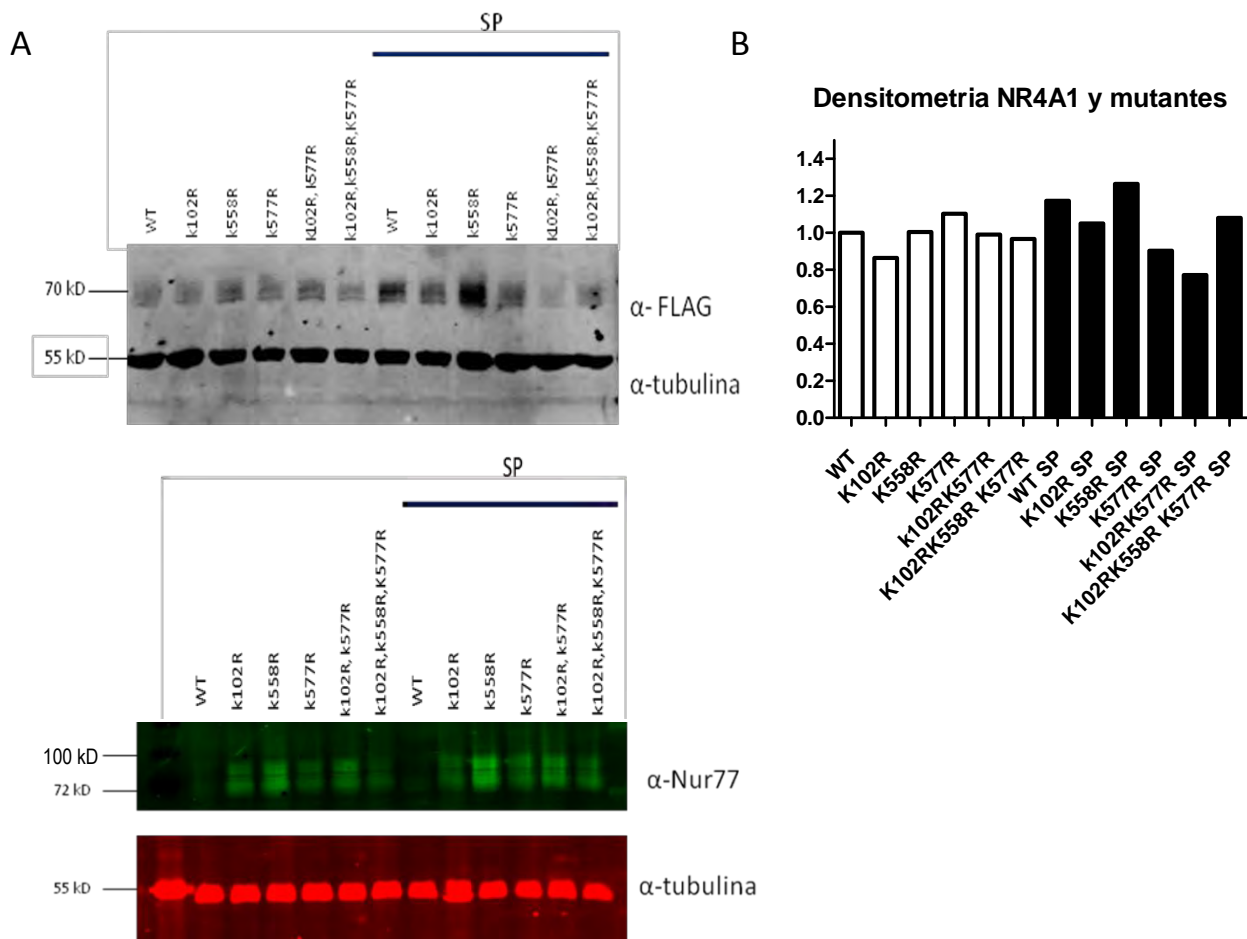 A
SP
WT
k102R
k558R
k577R
k102R, k577R
k102R,k558R,K577R
WT
k102R
k558R
k577R
k102R, k577R
k102R,k558R,K577R
70 kD
α- FLAG
55 kD
α-tubulina
SP
WT
k102R
k558R
k577R
k102R, k577R
k102R,k558R,K577R
WT
k102R
k558R
k577R
k102R, k577R
k102R,k558R,K577R
100 kD
72 kD
α-Nur77
55 kD
α-tubulina
B
Densitometria NR4A1 y mutantes
1.4
1.2
1.0
0.8
0.6
0.4
0.2
0.0
WT
K102R
K558R
K577R
k102RK577R
K102RK558R K577R
WT SP
K102R SP
K558R SP
K577R SP
k102RK577R SP
K102RK558R K577R SP